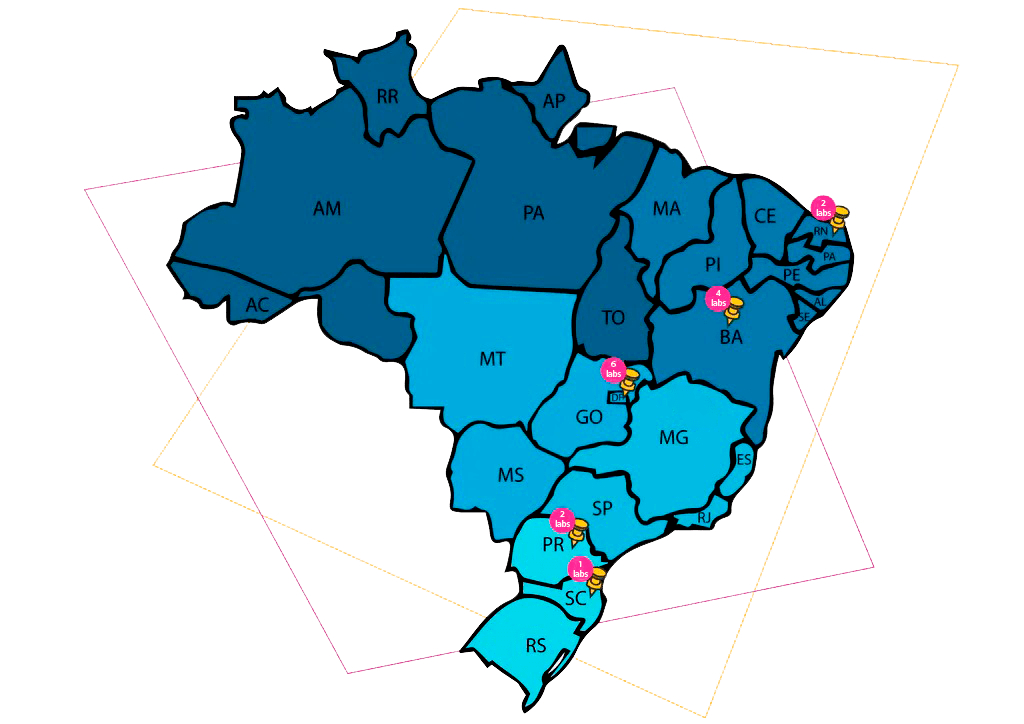 RR
AP
AM
PA
MA
CE
2
labs
RN
PA
PI
PE
AC
4
labs
AL
SE
TO
BA
MT
6
labs
DF
GO
MG
ES
MS
SP
RJ
2
labs
PR
1
labs
SC
RS